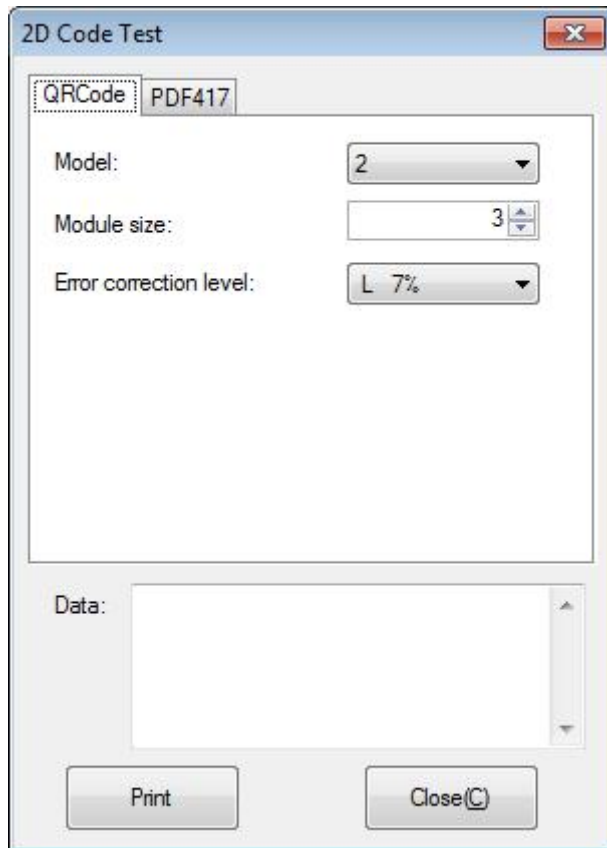 2D Code Test
QRCode PDF417
Model: 2
Module size: 3
Error correction level: L 7%
Data:
Print Close(C)